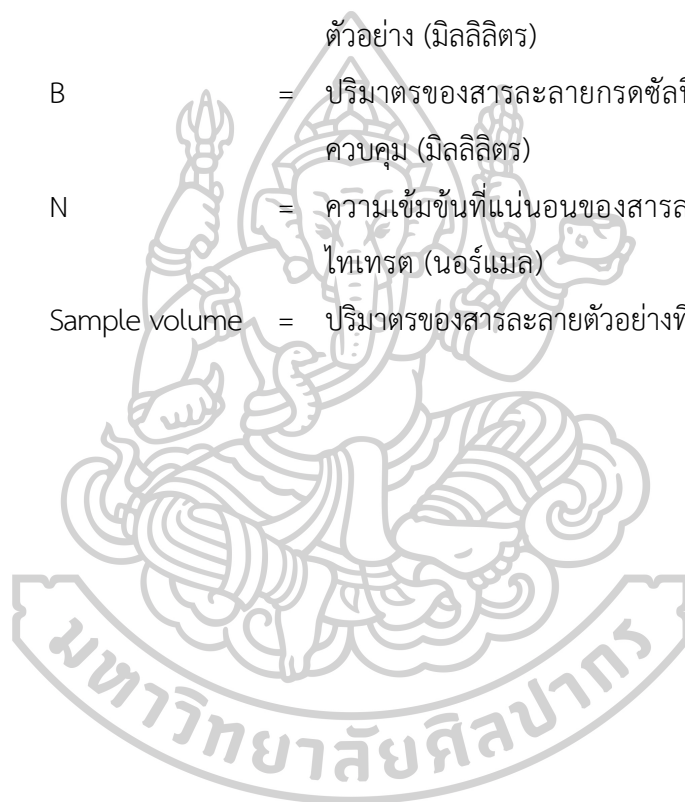 ตัวอย่าง (มิลลิลิตร)
B = ปริมาตรของสารละลายกรดซัลฟ
ควบคุม (มิลลิลิตร)
N = ความเข้มข้นที่แน่นอนของสารล
ไทเทรต (นอร์แมล)
Sample volume = ปริมาตรของสารละลายตัวอย่างที
มหาวิทยาลัยศิลปากร